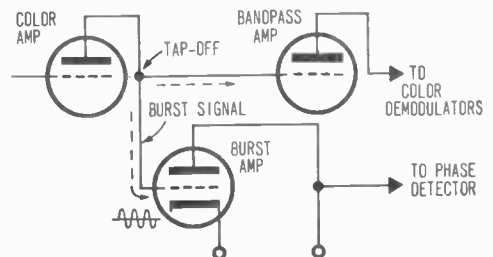 COLOR
AMP
BANDPASS
AMP
TAP-OFF
TO
COLOR
DEMODULATORS
BURST SIGNAL
BURST
AMP
TO PHASE
DETECTOR